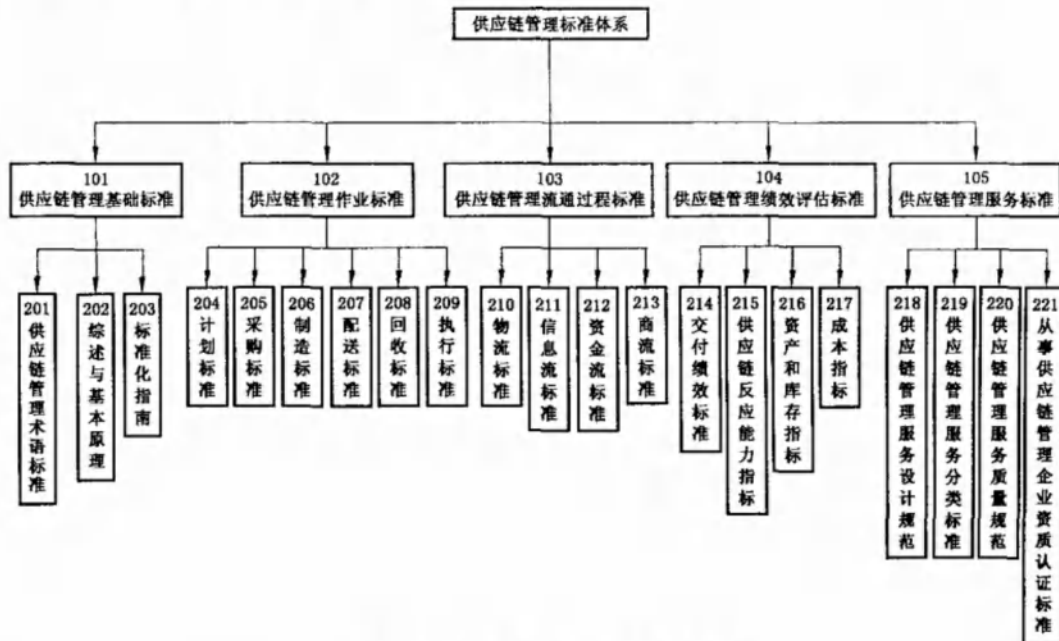 供应链管理标准体系
101
供应链管理基础标准
102
供应链管理作业标准
103
供应链管理流通过程标准
104
供应链管理绩效评估标准
105
供应链管理服务标准
201
供应链管理术语标准
202
综述与基本原理
203
标准化指南
204
计划标准
205
采购标准
206
制造标准
207
配送标准
208
回收标准
209
执行标准
210
物流标准
211
信息流标准
212
资金流标准
213
商流标准
214
交付绩效标准
215
供应链反应能力指标
216
资产和库存指标
217
成本指标
218
供应链管理服务设计规范
219
供应链管理服务分类标准
220
供应链管理服务质量规范
221
从事供应链管理企业资质认证标准